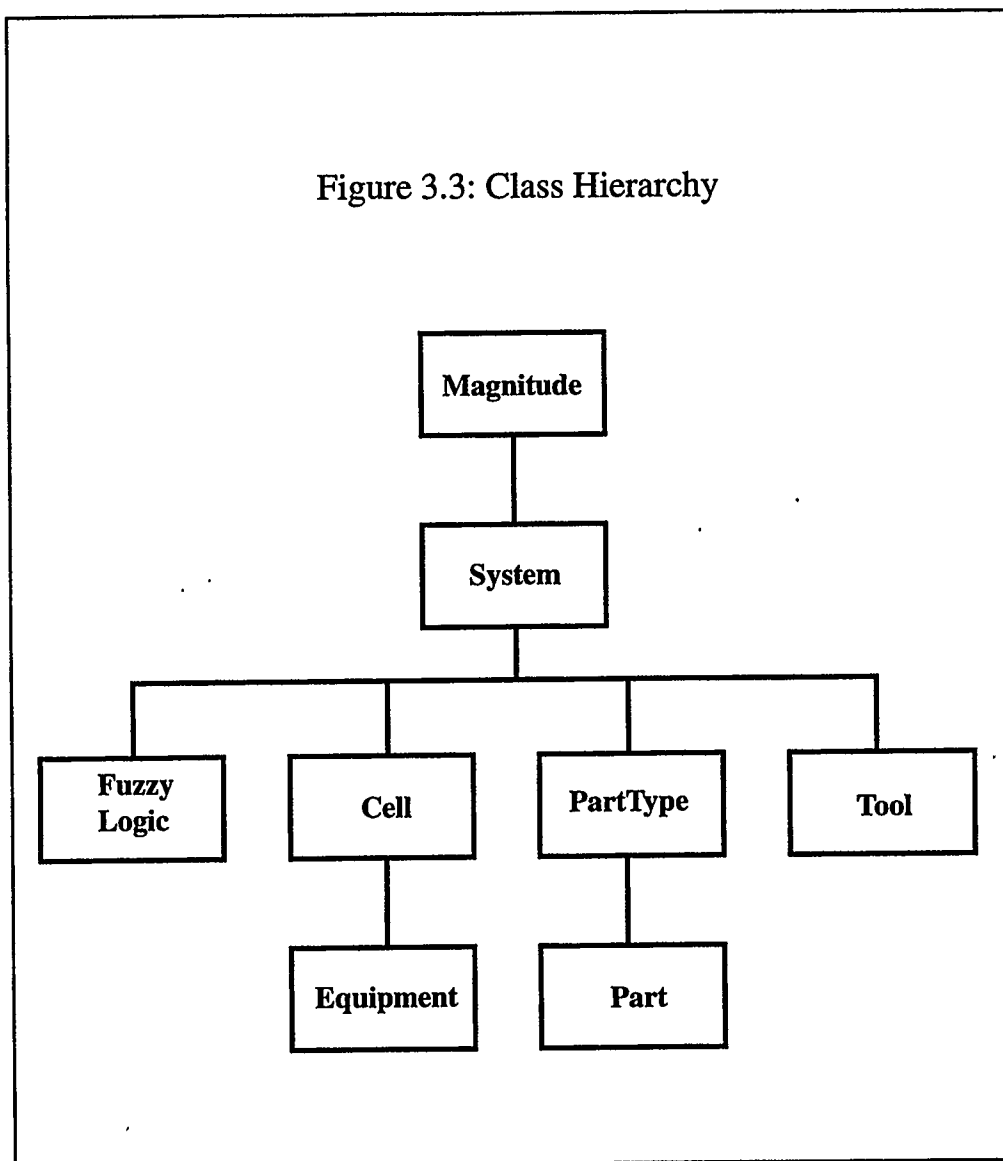 Figure 3.3: Class Hierarchy
Magnitude
System
Fuzzy
Logic
Cell
PartType
Tool
Equipment
Part